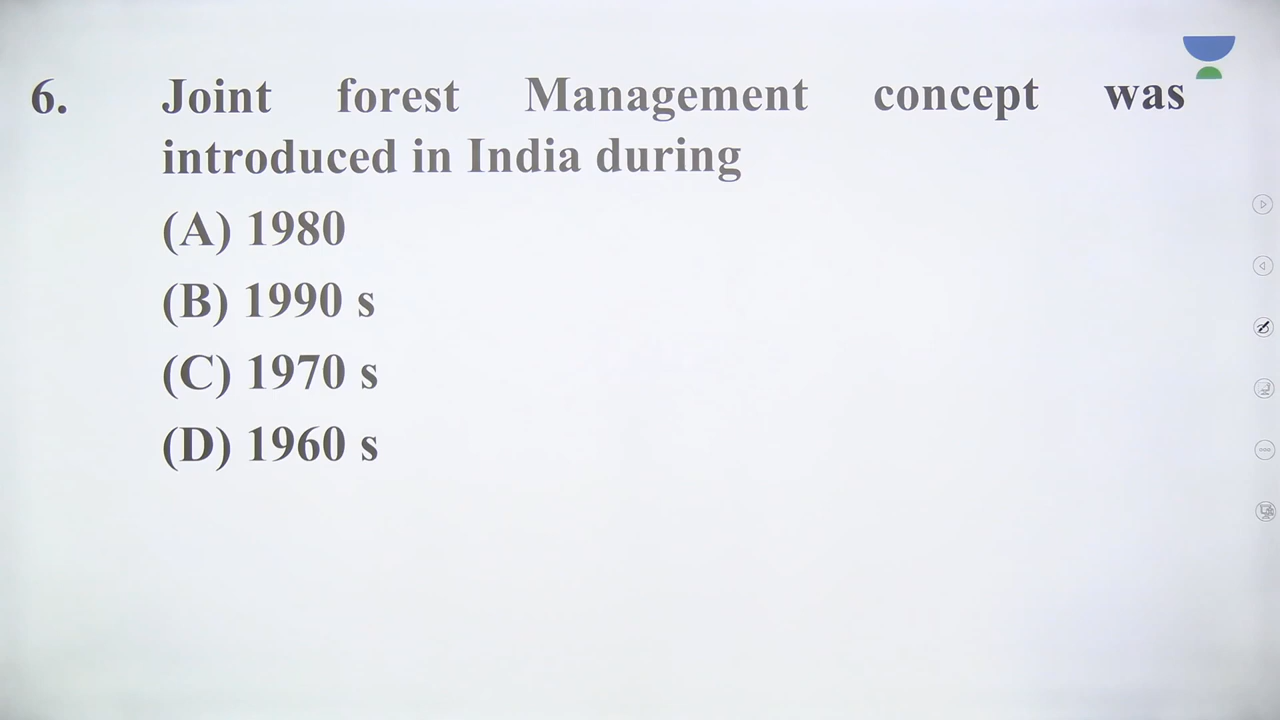 6. Joint forest Management concept was
introduced in India during
(A) 1980
(B) 1990 s
(C) 1970 s
(D) 1960 s